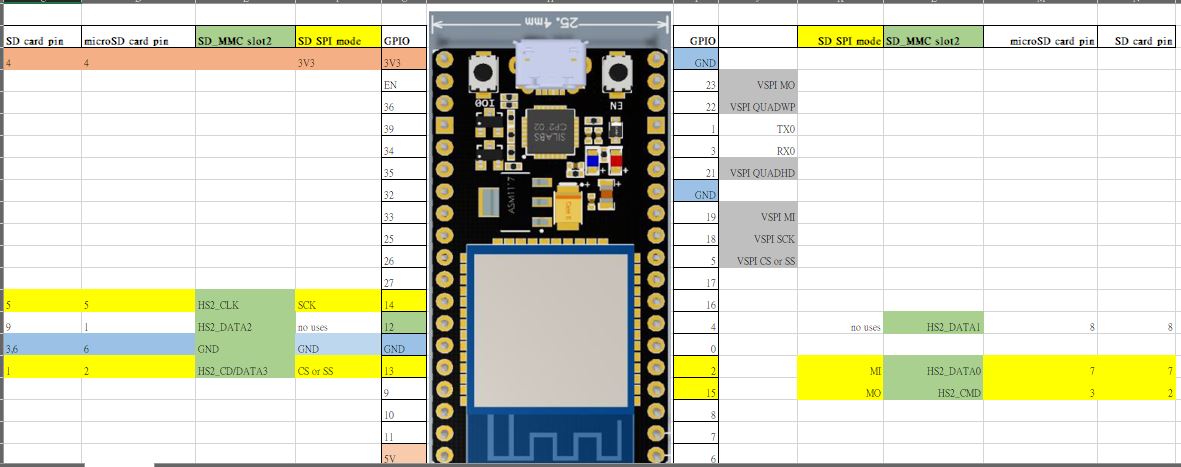 25.4mm
SD card pin microSD card pin SD_MMC slot2 SD SPI mode GPIO GPIO SD SPI mode SD_MMC slot2 microSD card pin SD card pin
4 4 3V3 3V3 GND
EN 23 VSPI MO
36 22 VSPI QUADWP
IO0 EN
39 1 TX0
SILABS
CP2102
34 3 RX0
35 21 VSPI QUADHD
32 GND
ASM1117
33 19 VSPI MI
25 18 VSPI SCK
26 5 VSPI CS or SS
27 17
5 5 HS2_CLK SCK 14 16
9 1 HS2_DATA2 no uses 12 4 no uses HS2_DATA1 8 8
3,6 6 GND GND GND 0
1 2 HS2_CD/DATA3 CS or SS 13 2 MI HS2_DATA0 7 7
9 15 MO HS2_CMD 3 2
10 8
11 7
5V 6